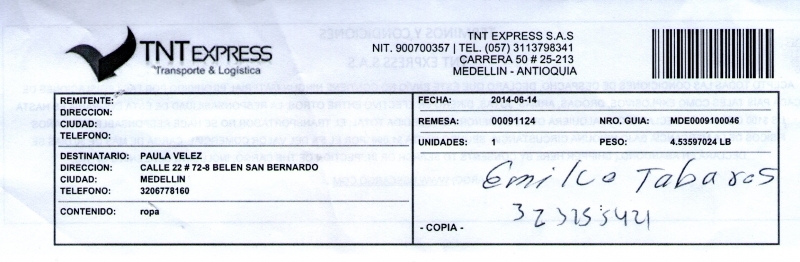 TNT EXPRESS
Transporte & Logística
TNT EXPRESS S.A.S
NIT. 900700357 | TEL. (057) 3113798341
CARRERA 50 # 25-213
MEDELLIN - ANTIOQUIA
REMITENTE:
DIRECCION:
CIUDAD:
TELEFONO:
DESTINATARIO: PAULA VELEZ
DIRECCION: CALLE 22 # 72-8 BELEN SAN BERNARDO
CIUDAD: MEDELLIN
TELEFONO: 3206778160
CONTENIDO: ropa
FECHA: 2014-06-14
REMESA: 00091124 NRO. GUIA: MDE0009100046
UNIDADES: 1 PESO: 4.53597024 LB
Emilce Tabares
- COPIA -